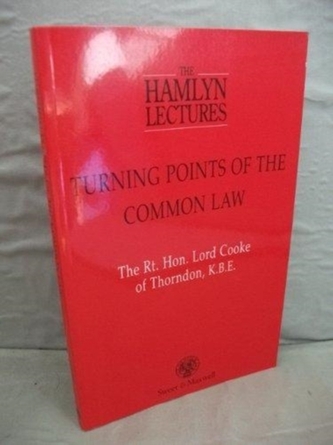 THE
HAMLYN
LECTURES
TURNING POINTS OF THE
COMMON LAW
The Rt. Hon. Lord Cooke
of Thorndon, K.B.E.
Sweet & Maxwell